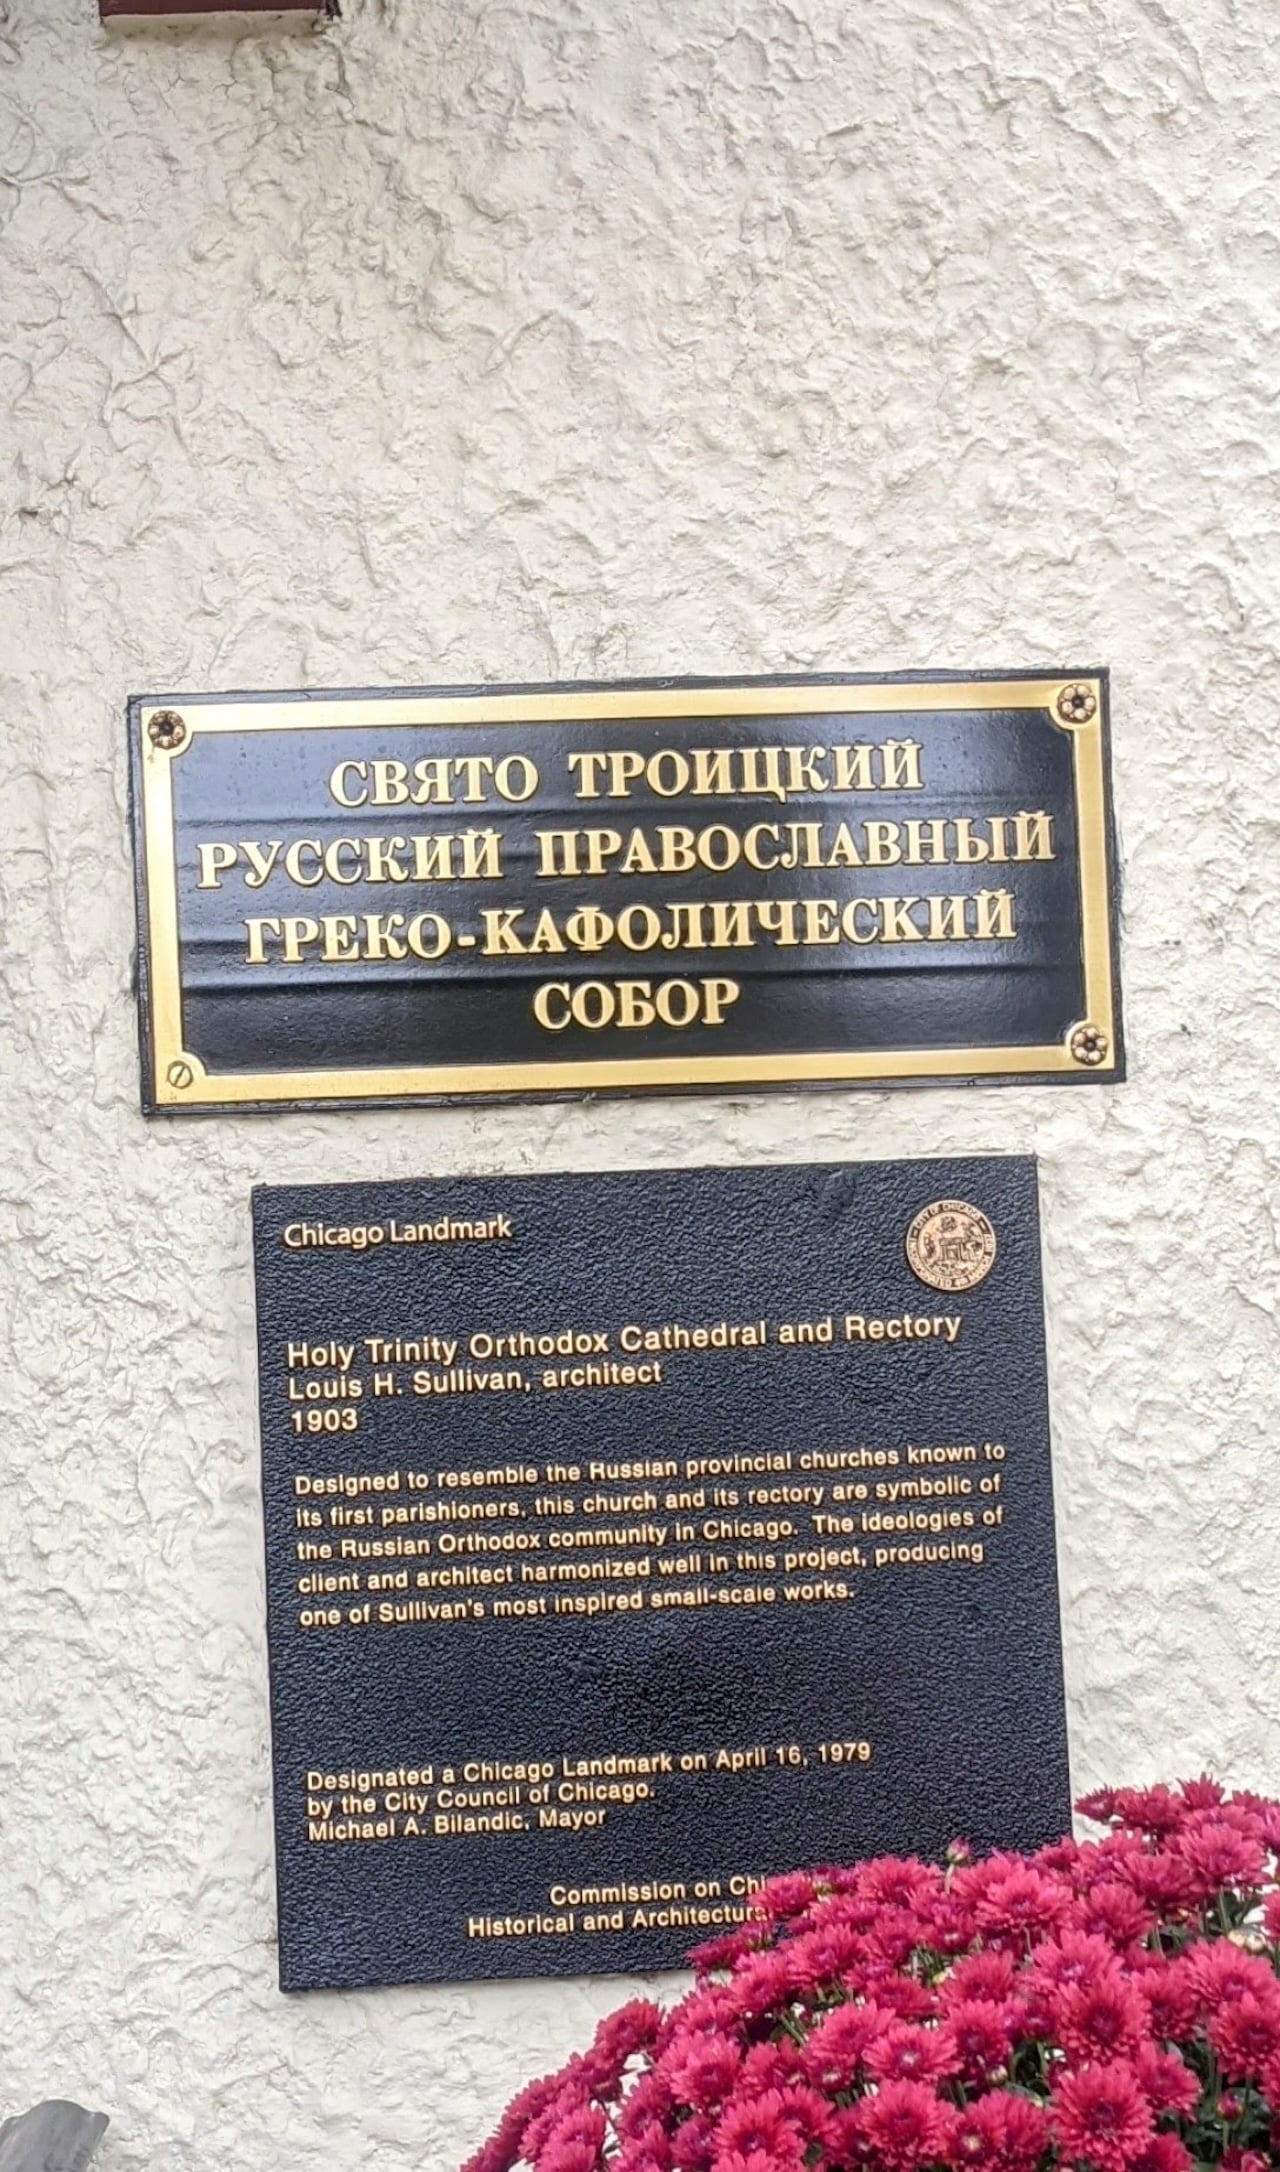 СВЯТО ТРОИЦКИЙ
РУССКИЙ ПРАВОСЛАВНЫЙ
ГРЕКО-КАФОЛИЧЕСКИЙ
СОБОР
Chicago Landmark
CITY OF CHICAGO
Holy Trinity Orthodox Cathedral and Rectory
Louis H. Sullivan, architect
1903
Designed to resemble the Russian provincial churches known to
its first parishioners, this church and its rectory are symbolic of
the Russian Orthodox community in Chicago. The ideologies of
client and architect harmonized well in this project, producing
one of Sullivan's most inspired small-scale works.
Designated a Chicago Landmark on April 16, 1979
by the City Council of Chicago.
Michael A. Bilandic, Mayor
Commission on
Historical and